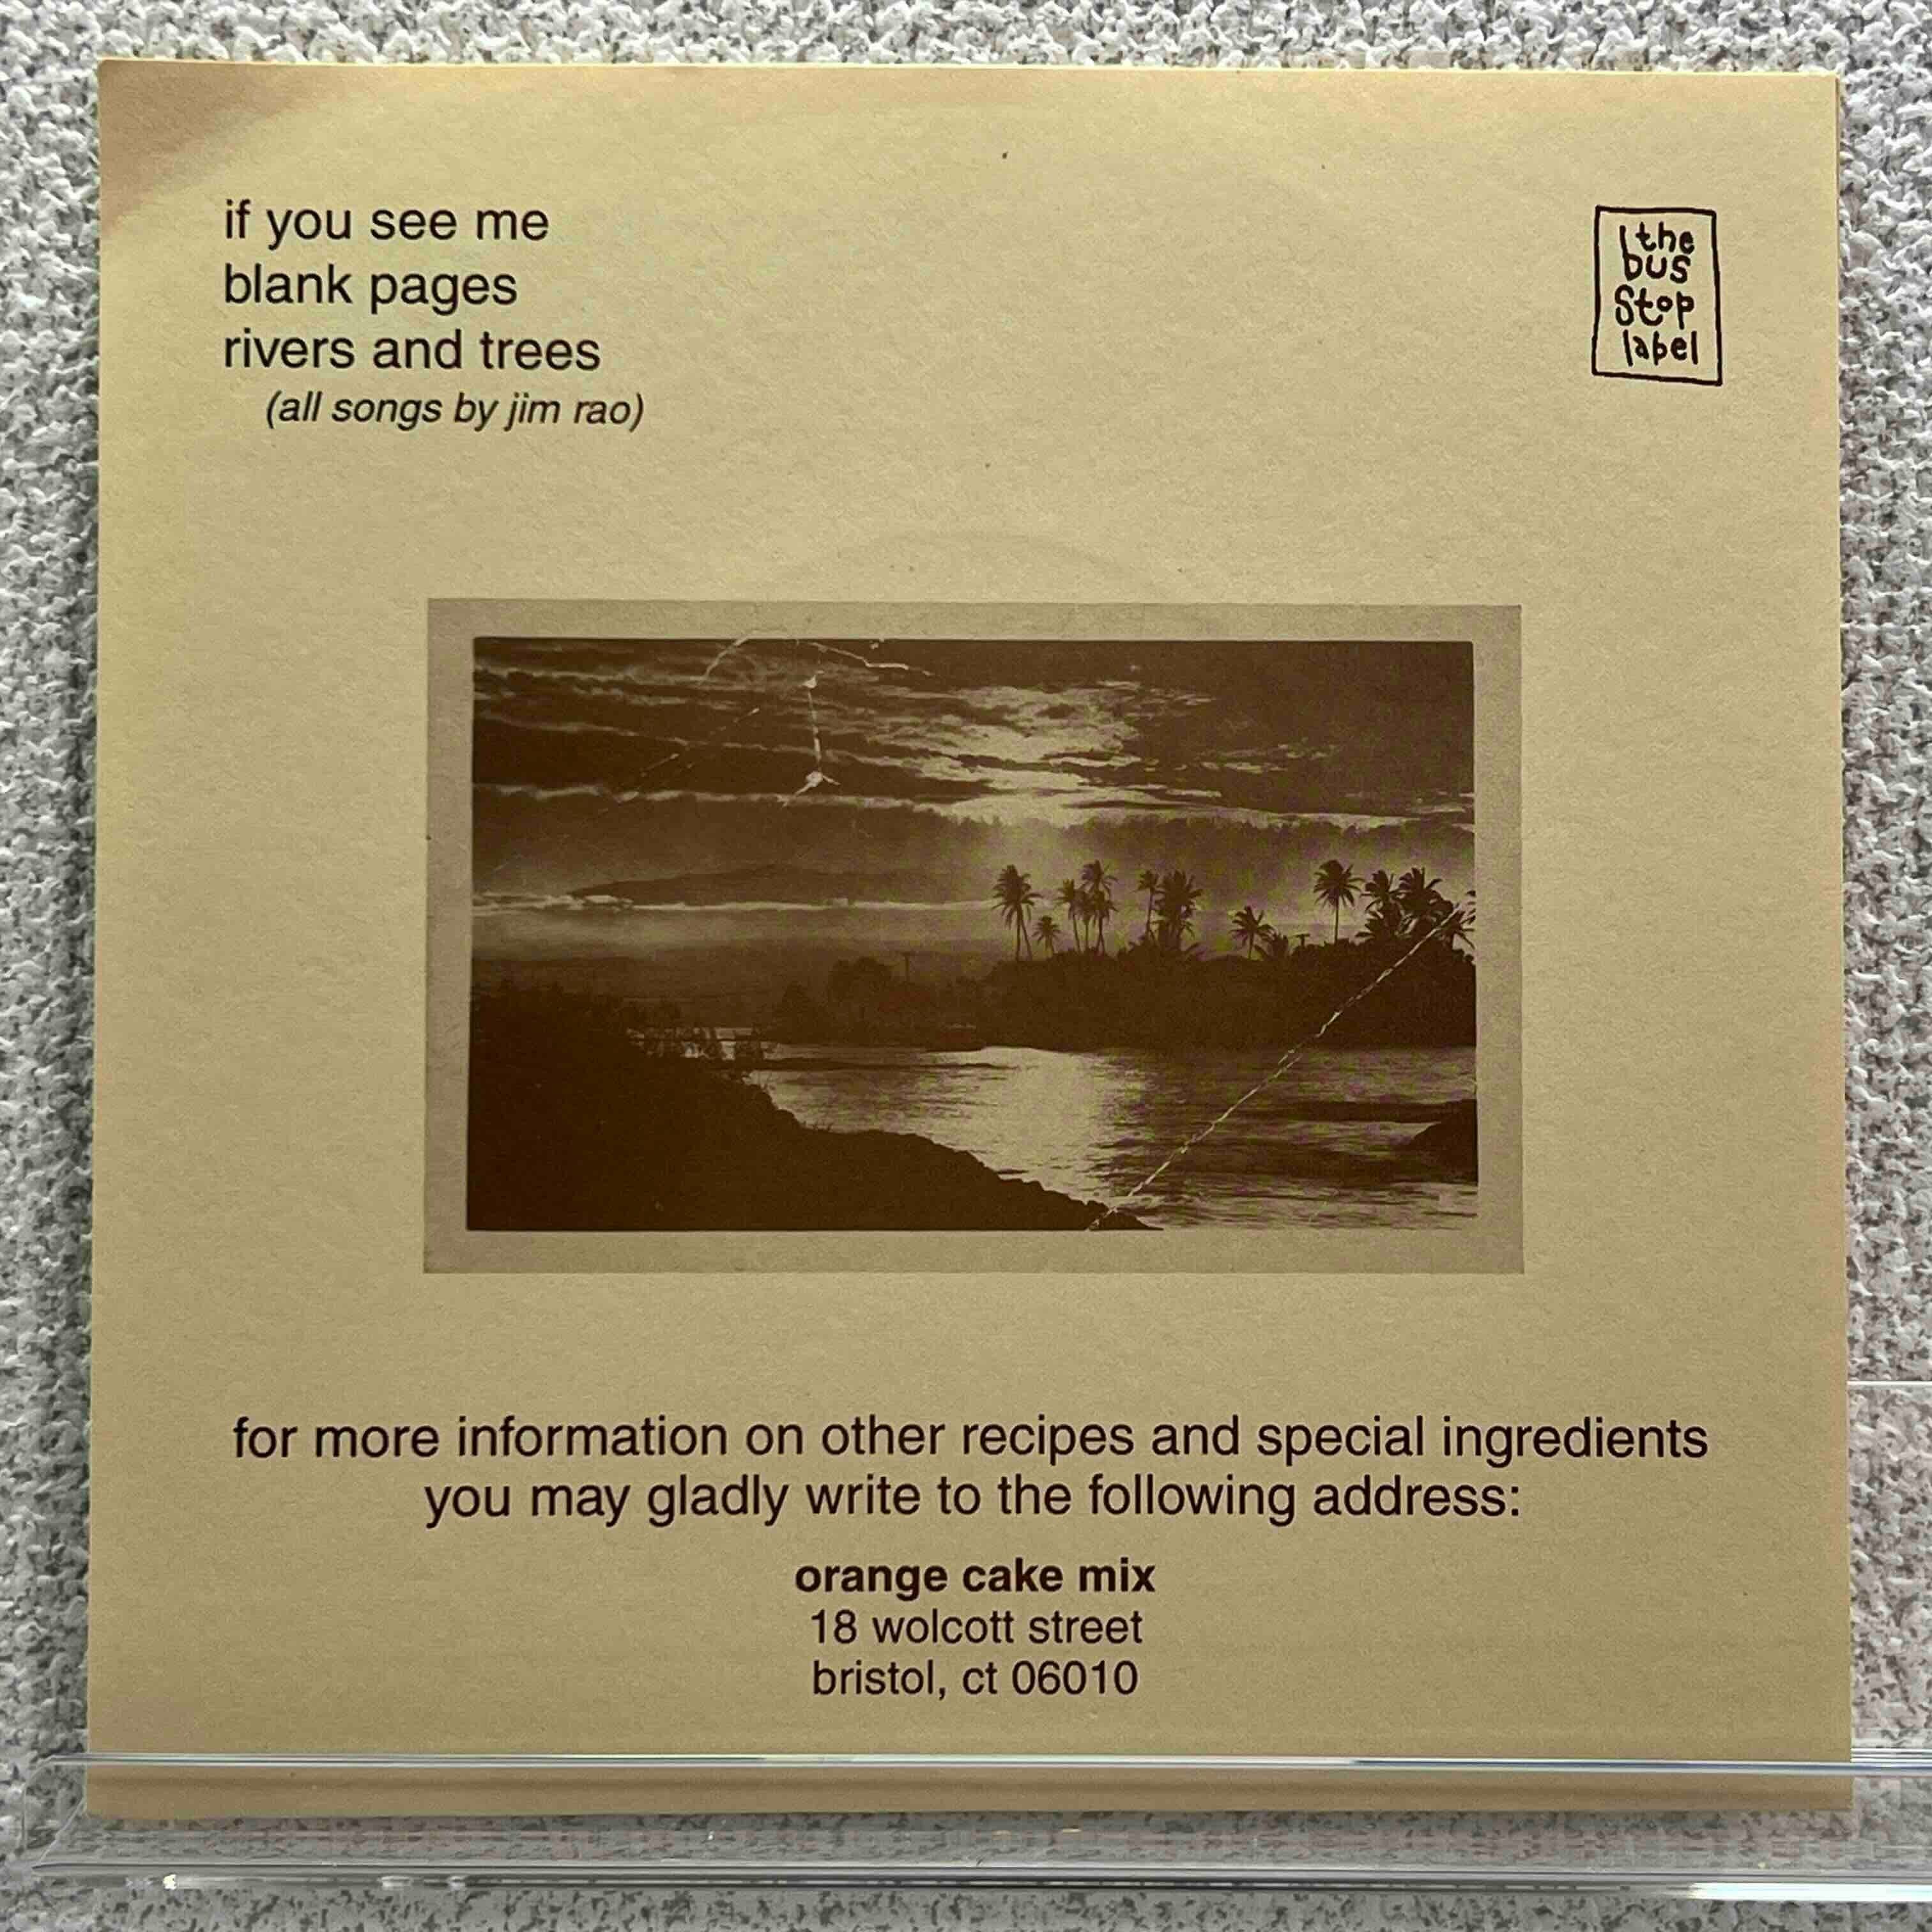 if you see me
blank pages
rivers and trees
(all songs by jim rao)
the
bus
stop
label
for more information on other recipes and special ingredients
you may gladly write to the following address:
orange cake mix
18 wolcott street
bristol, ct 06010